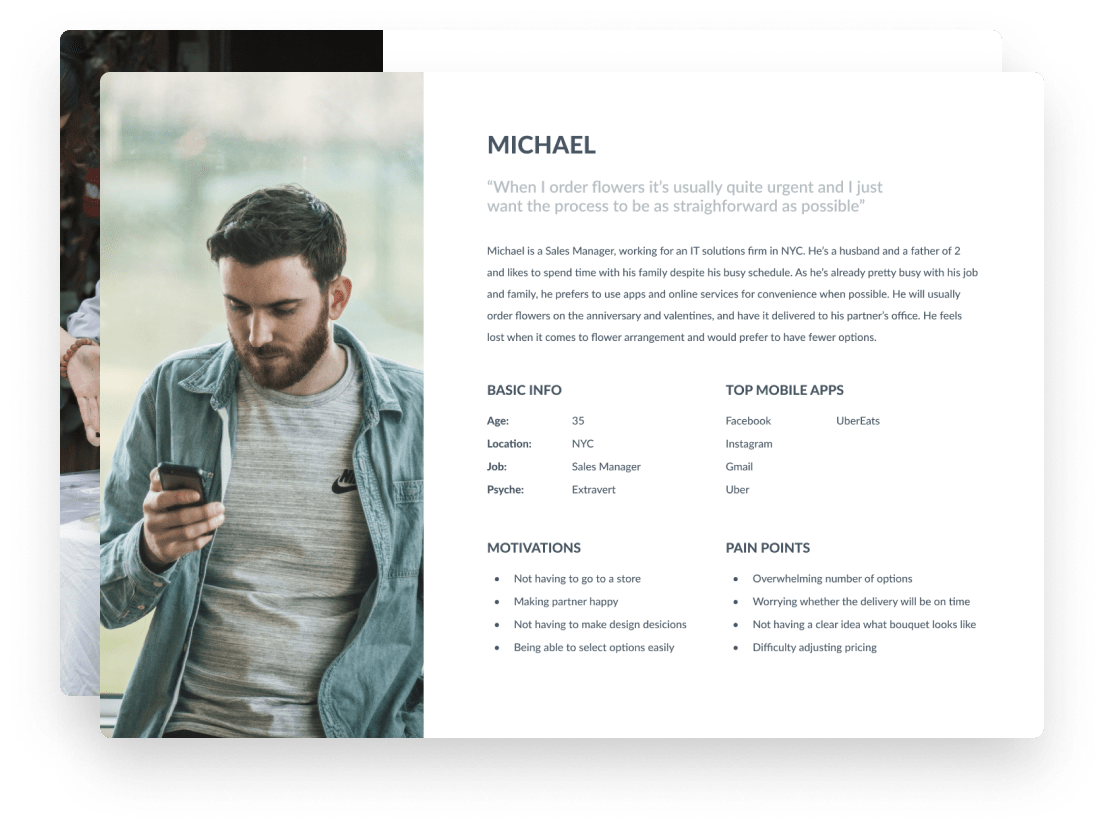 MICHAEL
“When I order flowers it’s usually quite urgent and I just
want the process to be as straighforward as possible”
Michael is a Sales Manager, working for an IT solutions firm in NYC. He’s a husband and a father of 2
and likes to spend time with his family despite his busy schedule. As he’s already pretty busy with his job
and family, he prefers to use apps and online services for convenience when possible. He will usually
order flowers on the anniversary and valentines, and have it delivered to his partner’s office. He feels
lost when it comes to flower arrangement and would prefer to have fewer options.
BASIC INFO
Age: 35
Location: NYC
Job: Sales Manager
Psyche: Extravert
TOP MOBILE APPS
Facebook UberEats
Instagram
Gmail
Uber
MOTIVATIONS
• Not having to go to a store
• Making partner happy
• Not having to make design desicions
• Being able to select options easily
PAIN POINTS
• Overwhelming number of options
• Worrying whether the delivery will be on time
• Not having a clear idea what bouquet looks like
• Difficulty adjusting pricing